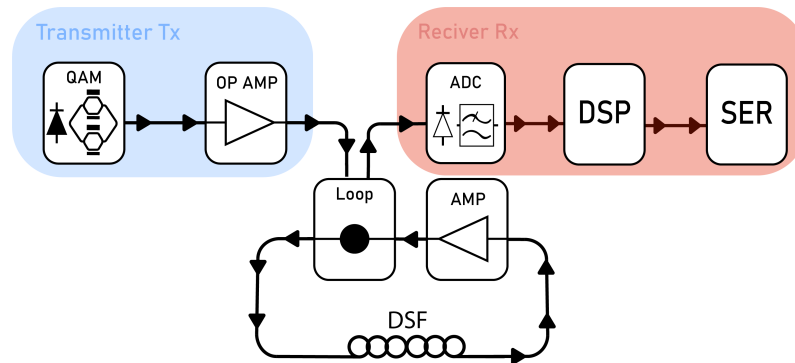 Transmitter Tx
Reciver Rx
QAM
OP AMP
ADC
DSP
SER
Loop
AMP
DSF